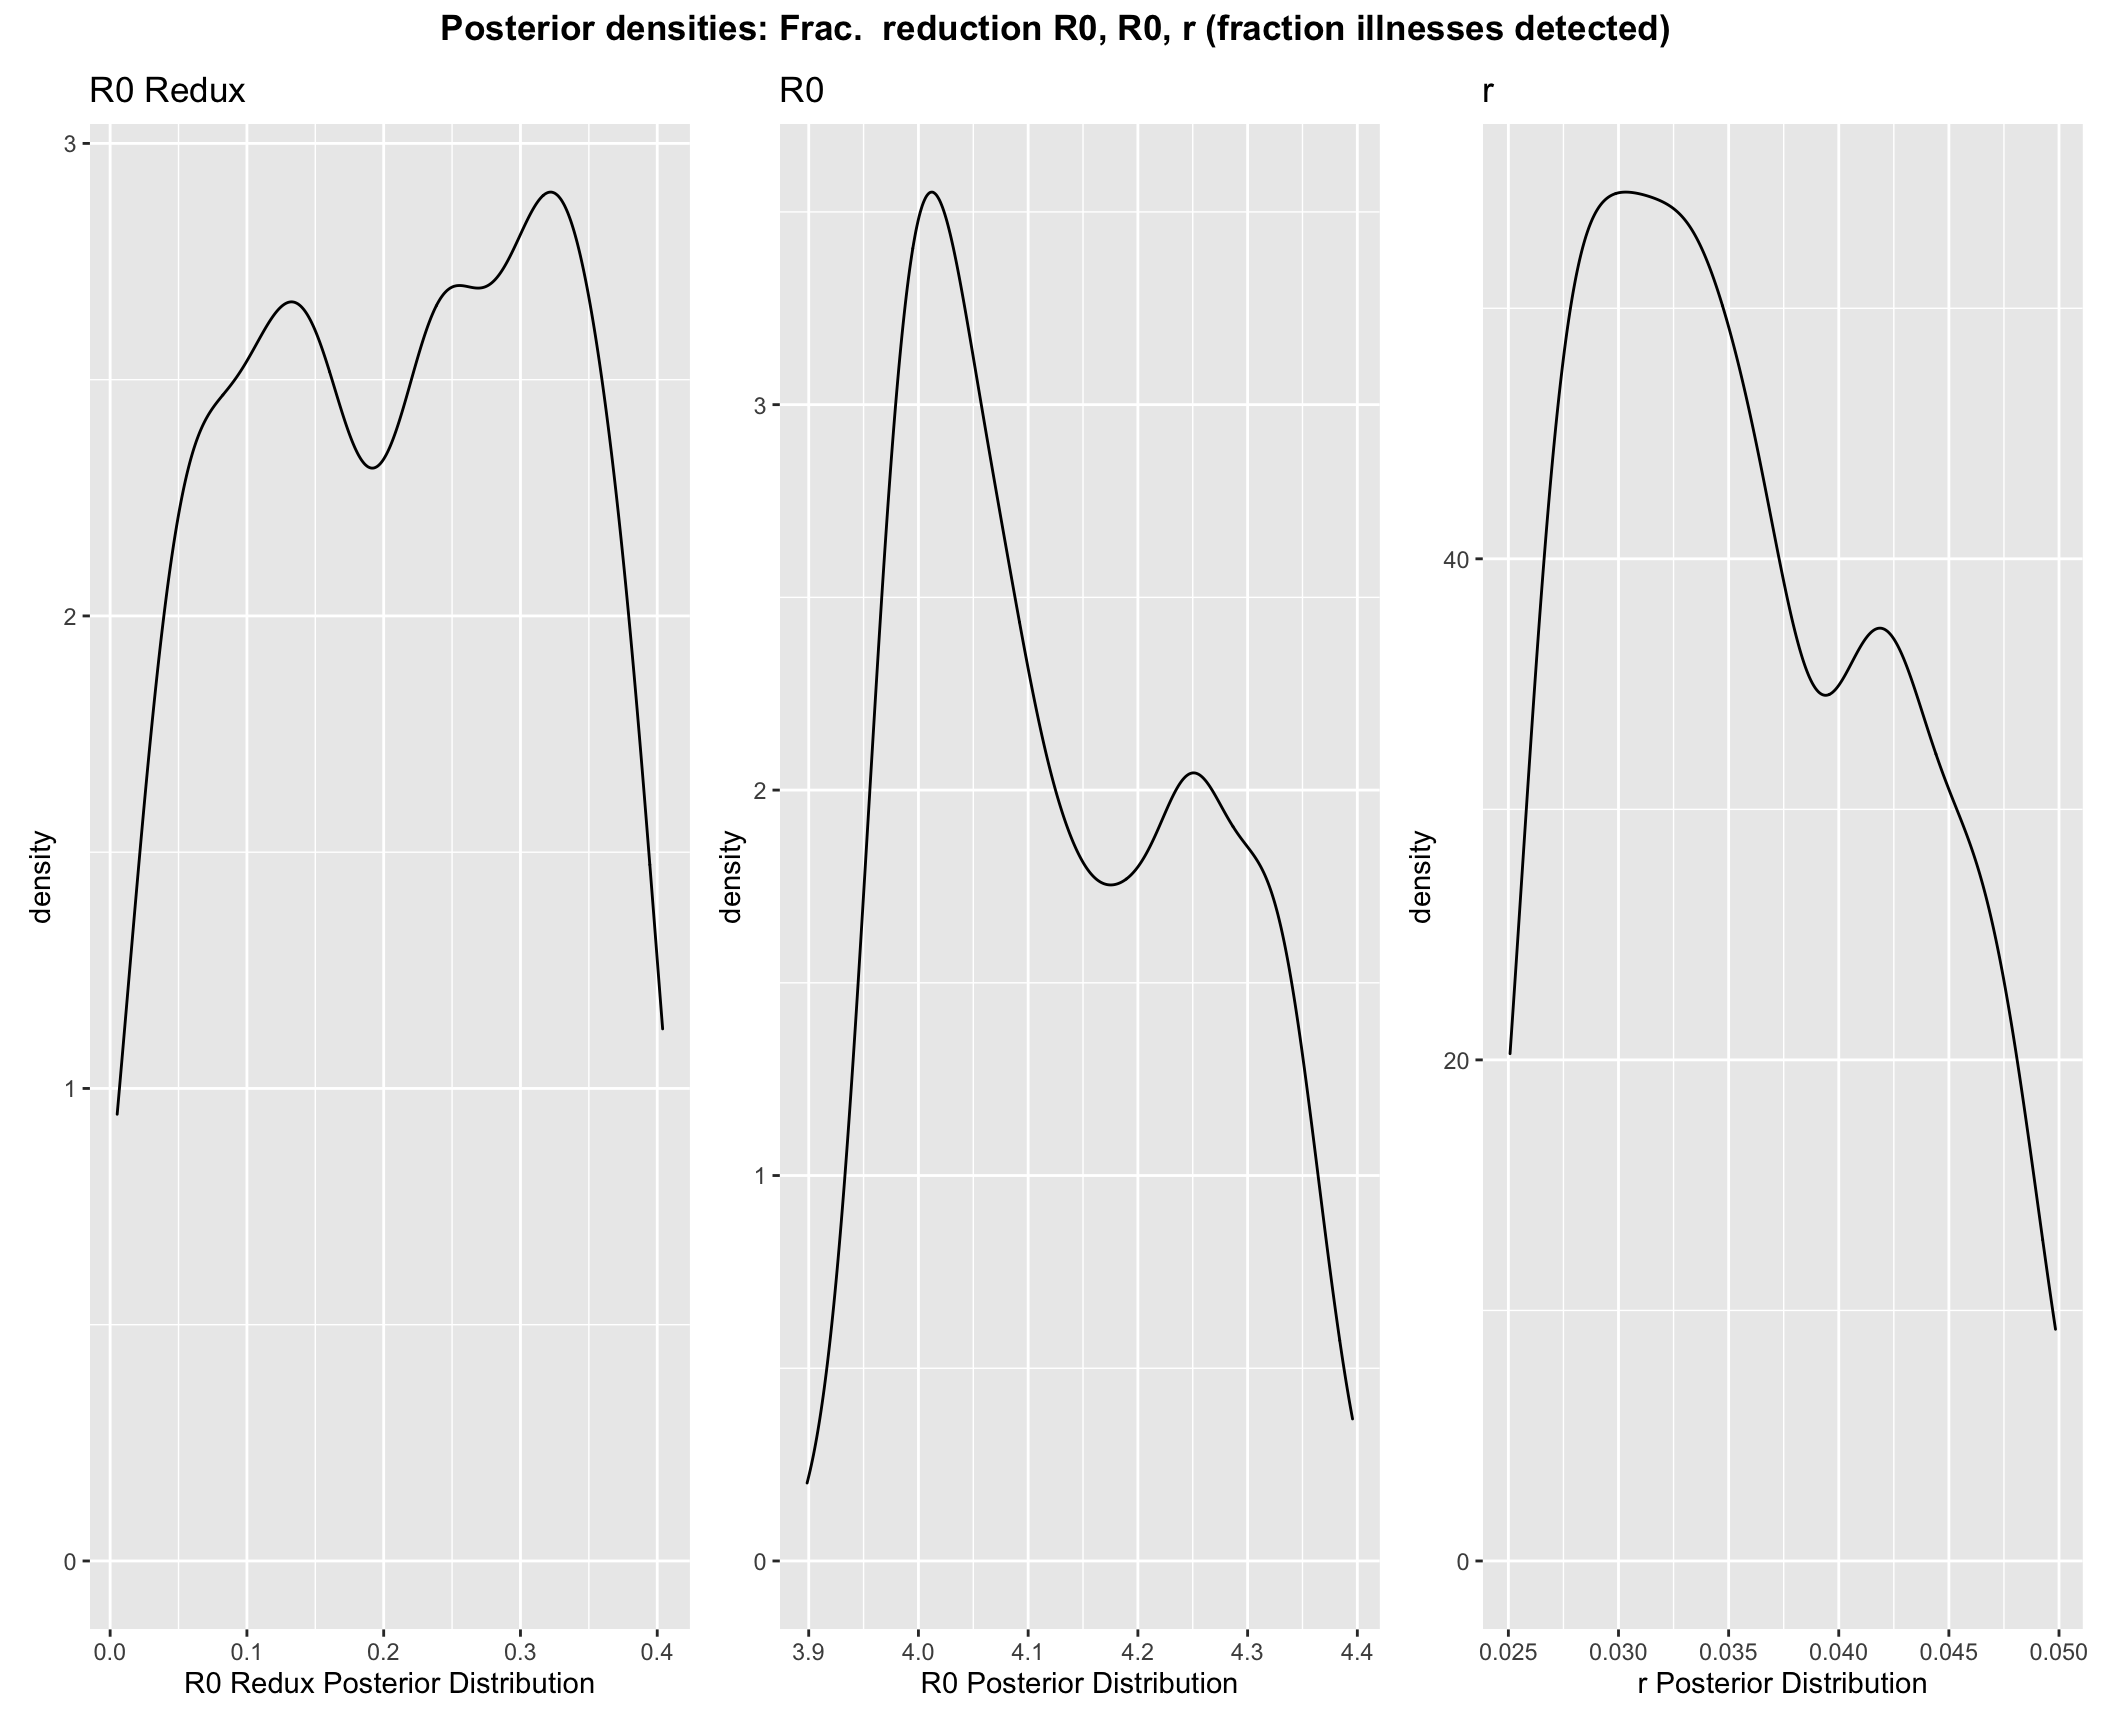 Posterior densities: Frac.  reduction R0, R0, r (fraction illnesses detected)
R0 Redux
3
2
1
0
density
0.0 0.1 0.2 0.3 0.4
R0 Redux Posterior Distribution
R0
3
2
1
0
density
3.9 4.0 4.1 4.2 4.3 4.4
R0 Posterior Distribution
r
40
20
0
density
0.025 0.030 0.035 0.040 0.045 0.050
r Posterior Distribution